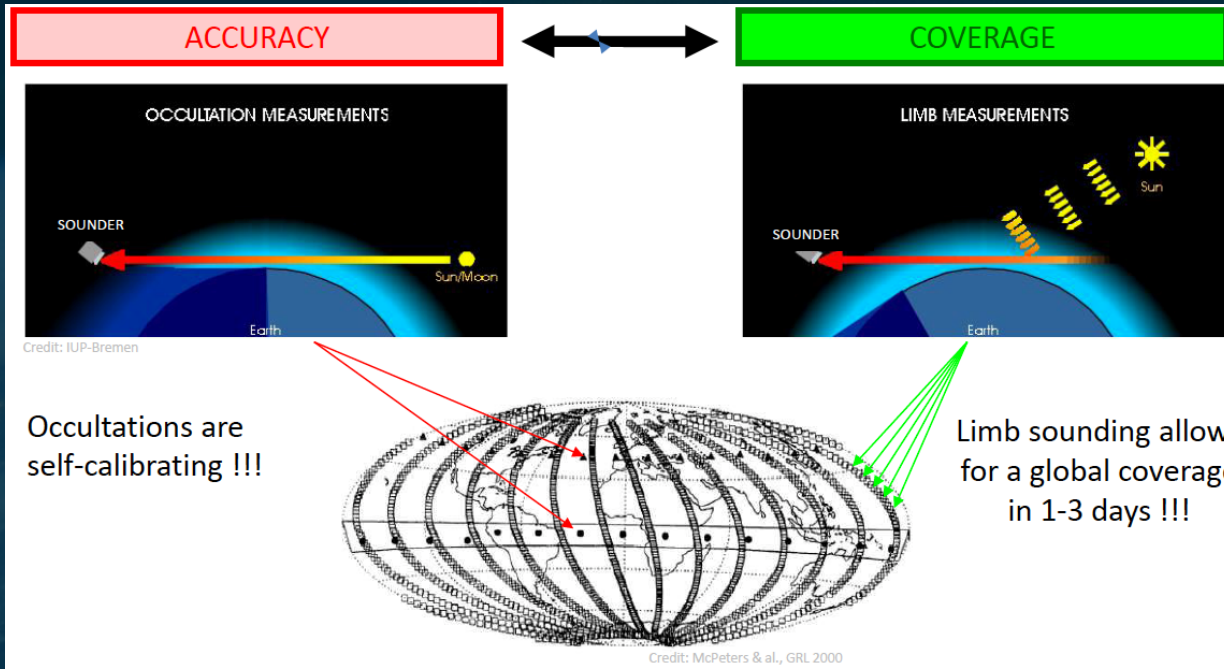 ACCURACY
COVERAGE
OCCULTATION MEASUREMENTS
SOUNDER
Sun/Moon
Earth
Credit: IUP-Bremen
LIMB MEASUREMENTS
Sun
SOUNDER
Earth
Occultations are
self-calibrating !!!
Limb sounding allow
for a global coverage
in 1-3 days !!!
Credit: McPeters & al., GRL 2000